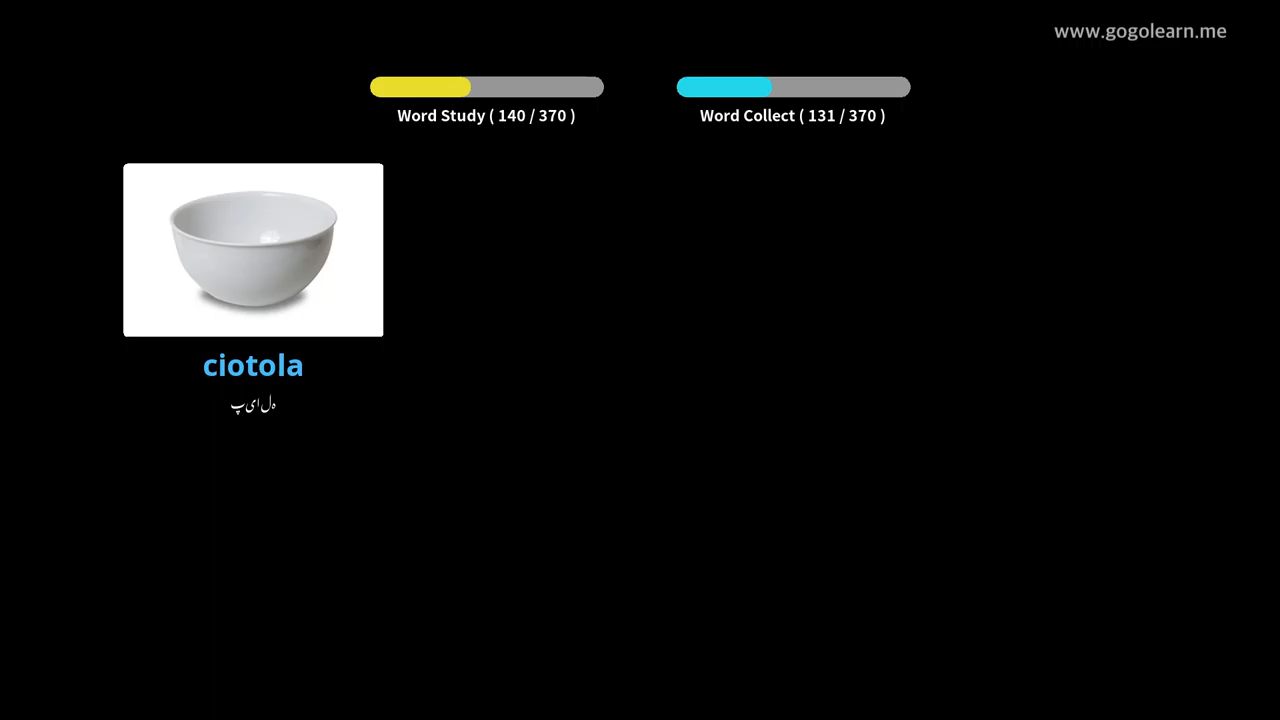 www.gogolearn.me
Word Study ( 140 / 370 )
Word Collect ( 131 / 370 )
ciotola
پیالہ